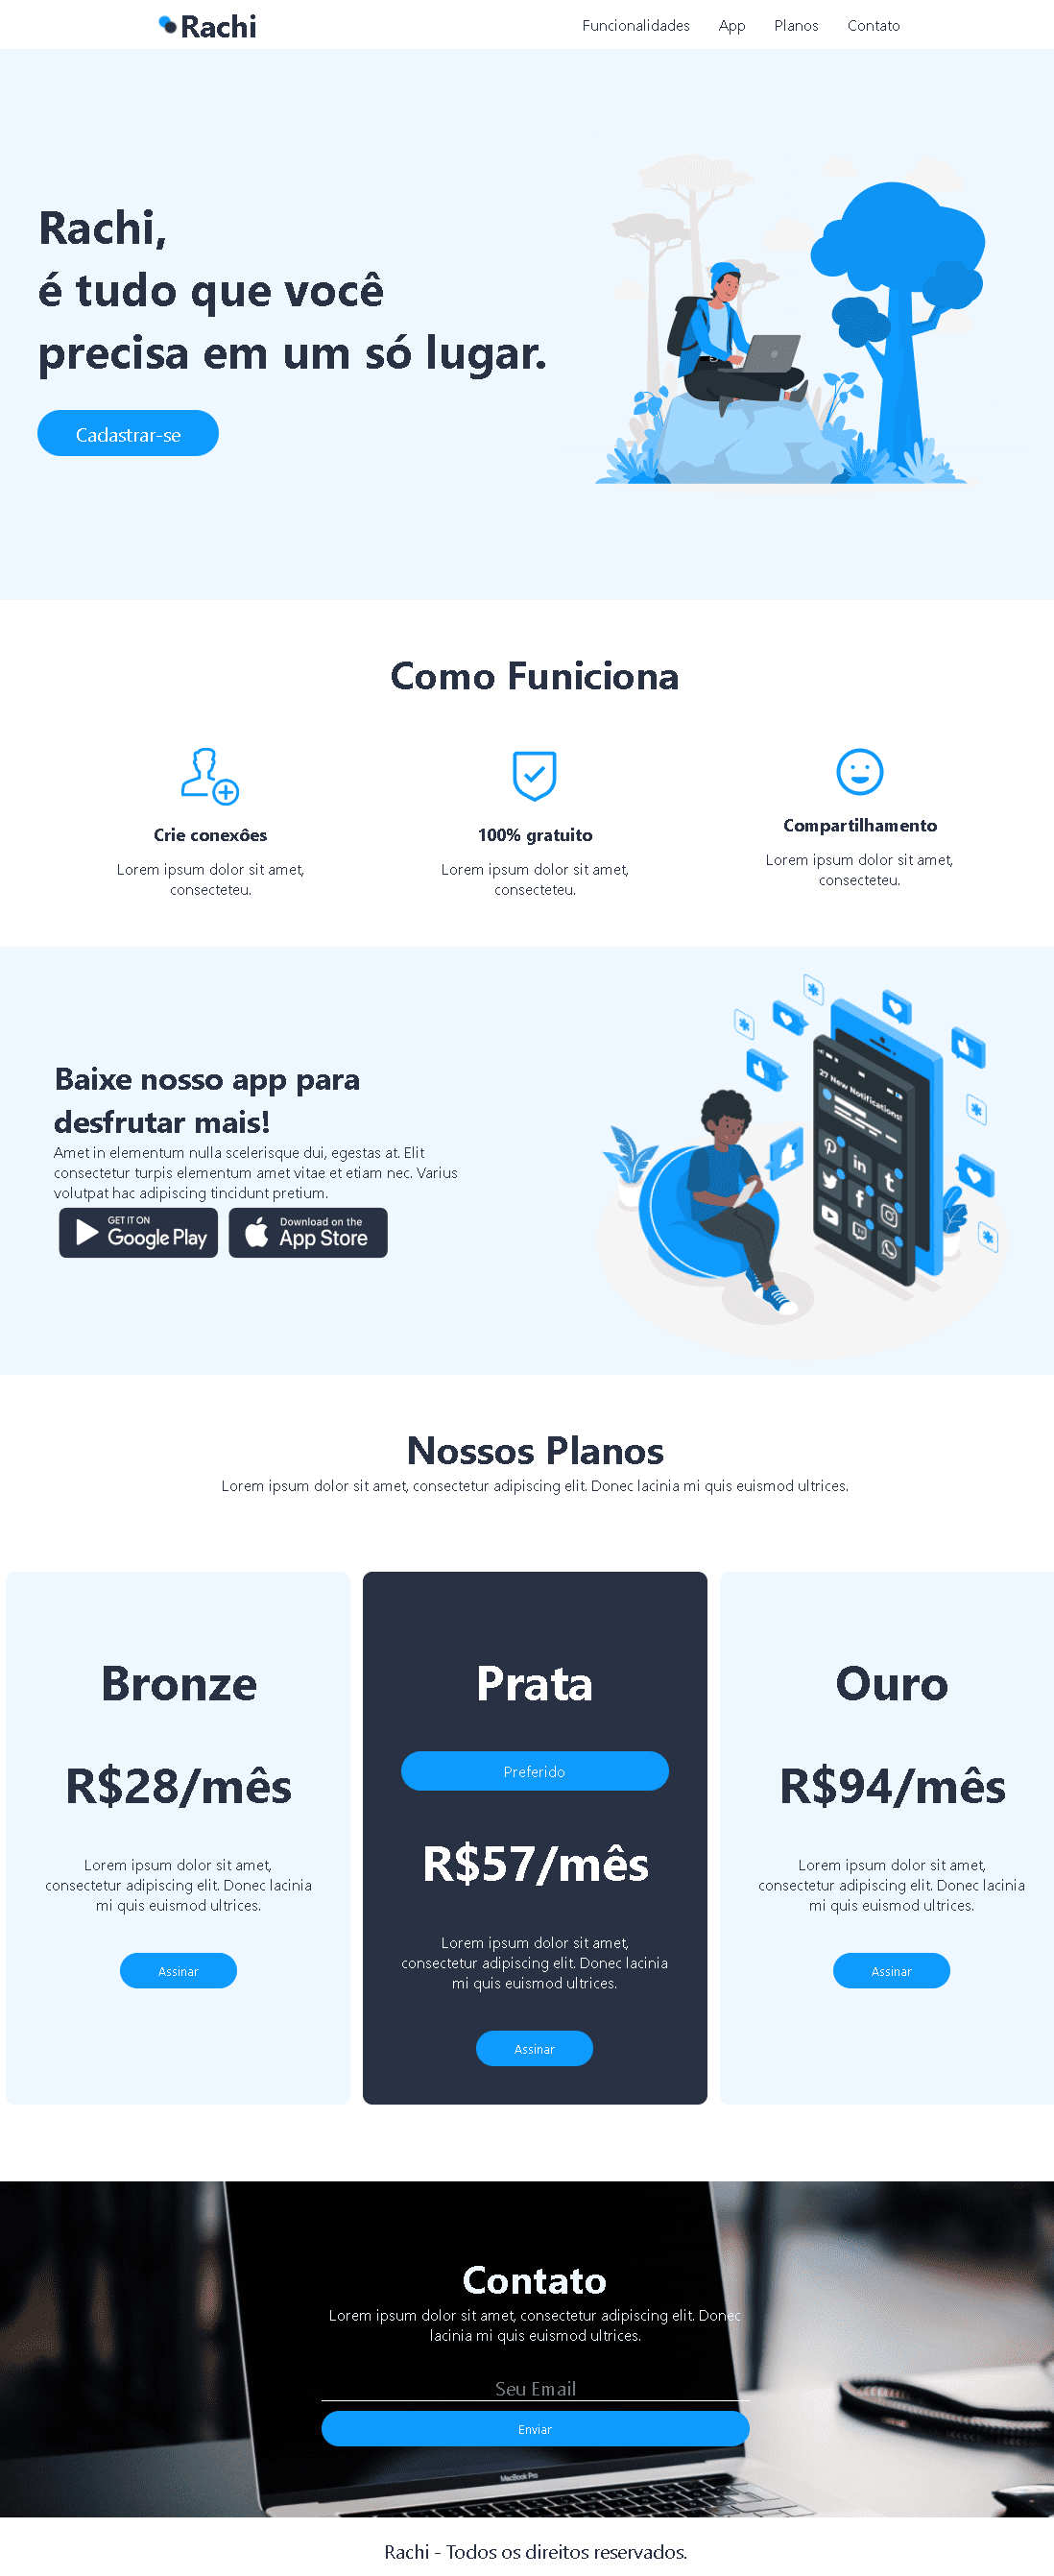 Rachi
Funcionalidades App Planos Contato
Rachi,
é tudo que você
precisa em um só lugar.
Cadastrar-se
Como Funiciona
Crie conexôes
Lorem ipsum dolor sit amet,
consecteteu.
100% gratuito
Lorem ipsum dolor sit amet,
consecteteu.
Compartilhamento
Lorem ipsum dolor sit amet,
consecteteu.
Baixe nosso app para
desfrutar mais!
Amet in elementum nulla scelerisque dui, egestas at. Elit
consectetur turpis elementum amet vitae et etiam nec. Varius
volutpat hac adipiscing tincidunt pretium.
GET IT ON
Google Play
Download on the
App Store
27 New Notifications!
in
t
f
Nossos Planos
Lorem ipsum dolor sit amet, consectetur adipiscing elit. Donec lacinia mi quis euismod ultrices.
Bronze
R$28/mês
Lorem ipsum dolor sit amet,
consectetur adipiscing elit. Donec lacinia
mi quis euismod ultrices.
Assinar
Prata
Preferido
R$57/mês
Lorem ipsum dolor sit amet,
consectetur adipiscing elit. Donec lacinia
mi quis euismod ultrices.
Assinar
Ouro
R$94/mês
Lorem ipsum dolor sit amet,
consectetur adipiscing elit. Donec lacinia
mi quis euismod ultrices.
Assinar
Contato
Lorem ipsum dolor sit amet, consectetur adipiscing elit. Donec
lacinia mi quis euismod ultrices.
Seu Email
Enviar
MacBook Pro
Rachi - Todos os direitos reservados.